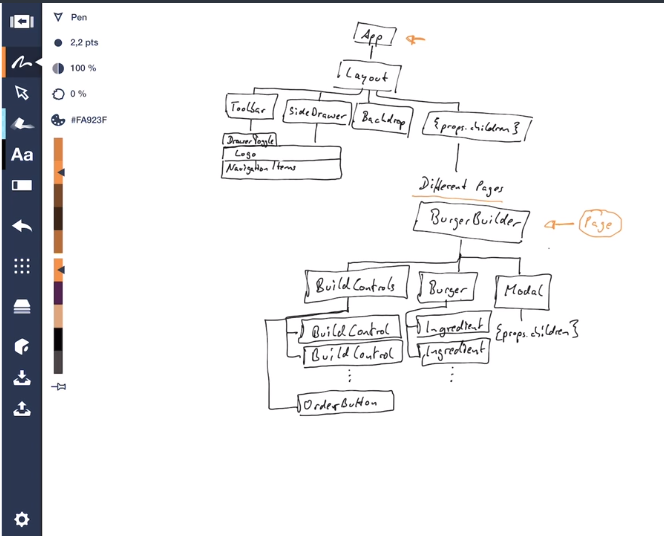 Pen
2,2 pts
100 %
0 %
#FA923F
Aa
App
Layout
Toolbar
SideDrawer
Backdrop
{props.children}
DrawerToggle
Logo
Navigation Items
Different Pages
BurgerBuilder
Page
BuildControls
Burger
Modal
BuildControl
Ingredient
{props.children}
BuildControl
Ingredient
OrderButton